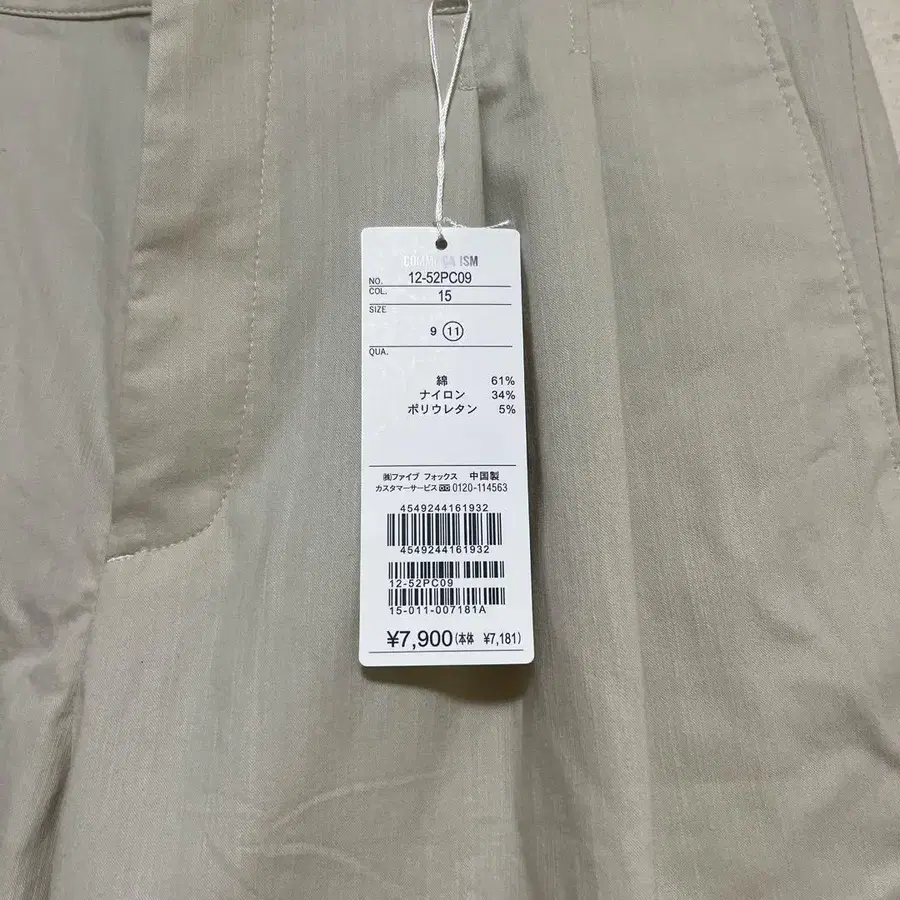 COMME CA ISM
NO. 12-52PC09
COL. 15
SIZE
9 ⑪
QUA.
綿 61%
ナイロン 34%
ポリウレタン 5%
㈱ファイブ フォックス 中国製
カスタマーサービス 0120-114563
4549244161932
4549244161932
12-52PC09
15-011-007181A
¥7,900(本体 ¥7,181)